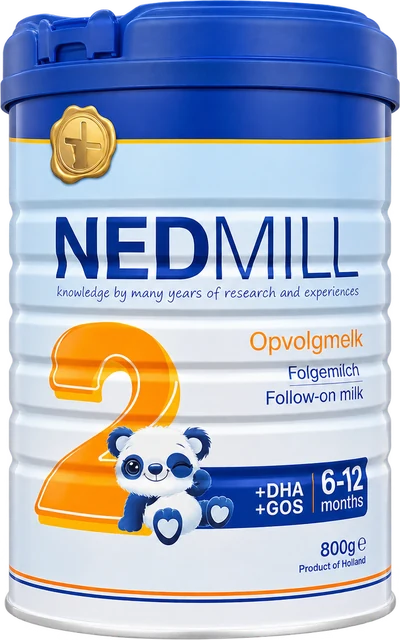 NEDMILL
knowledge by many years of research and experiences
2
Opvolgmelk
Folgemilch
Follow-on milk
+DHA
+GOS
6-12
months
800g e
Product of Holland